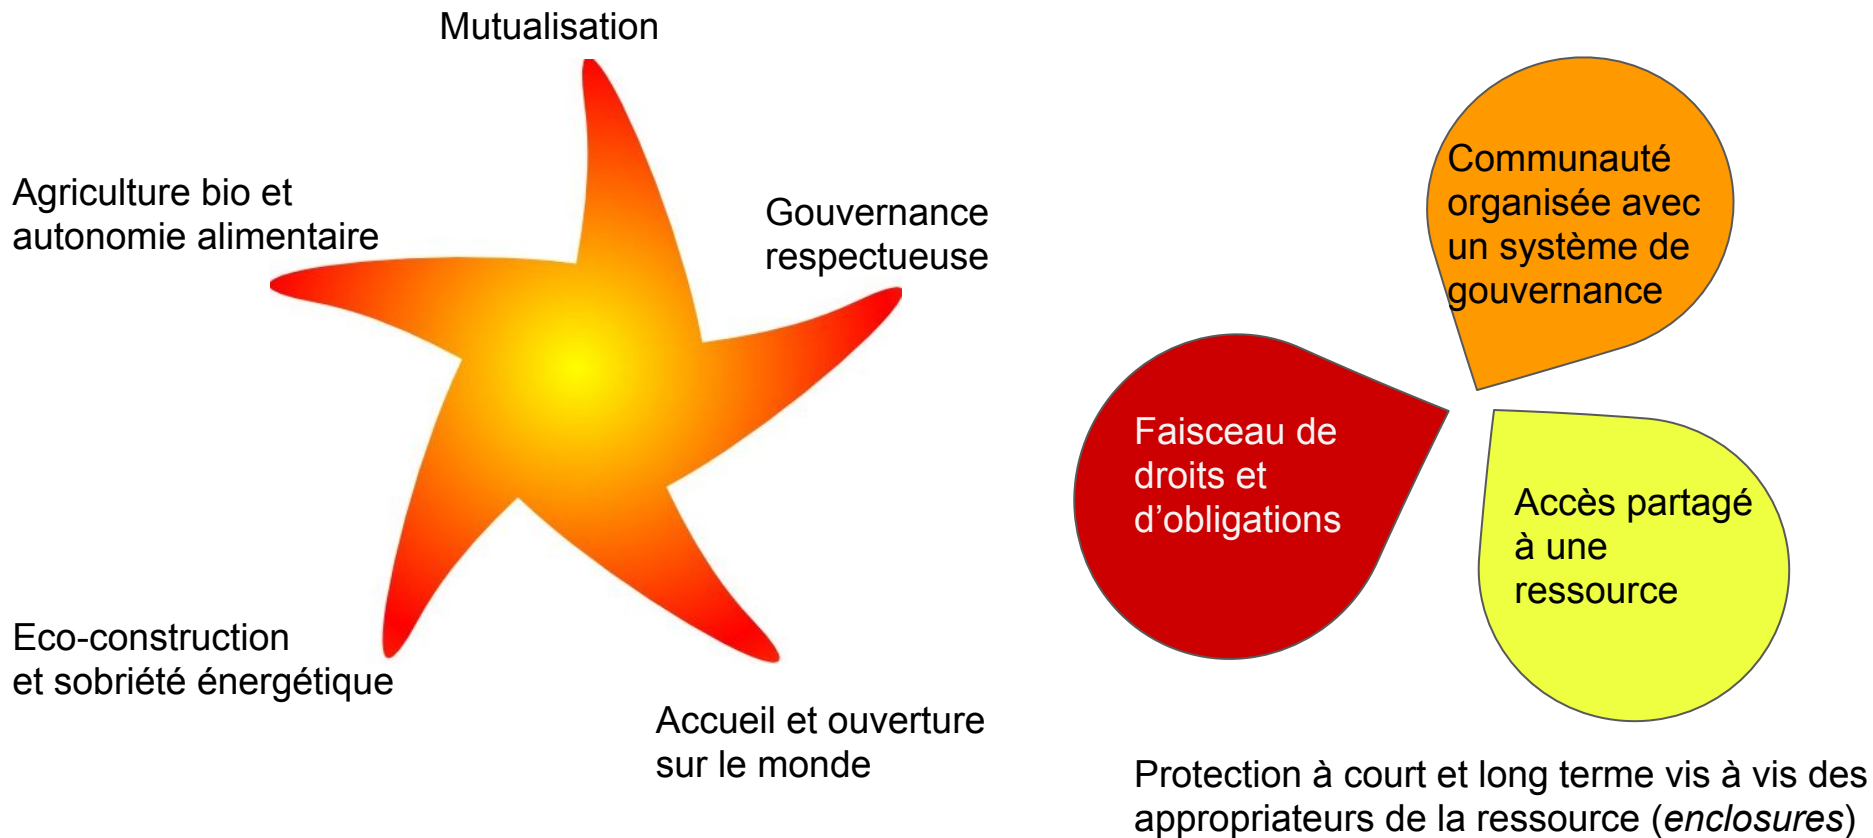 Mutualisation
Agriculture bio et
autonomie alimentaire
Gouvernance
respectueuse
Eco-construction
et sobriété énergétique
Accueil et ouverture
sur le monde
Communauté
organisée avec
un système de
gouvernance
Faisceau de
droits et
d’obligations
Accès partagé
à une
ressource
Protection à court et long terme vis à vis des
appropriateurs de la ressource (enclosures)